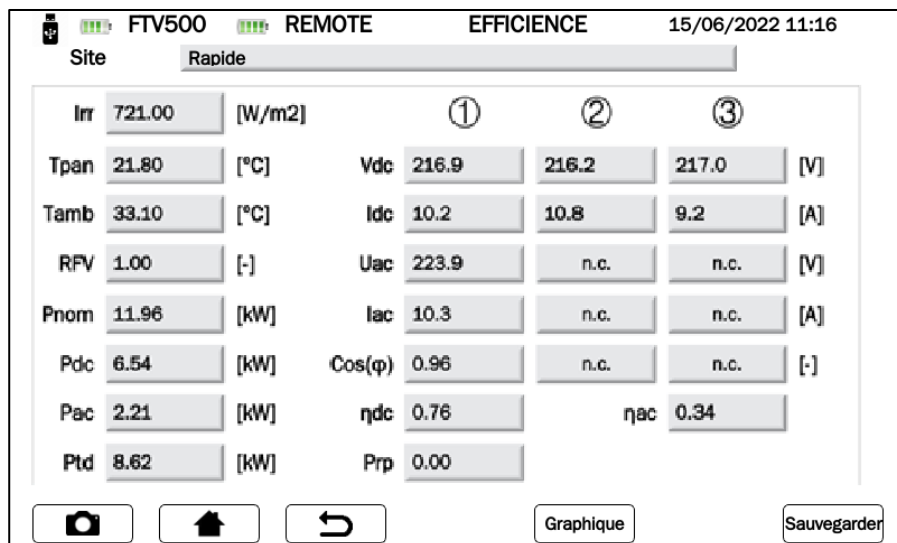 FTV500 REMOTE EFFICIENCE 15/06/2022 11:16
Site Rapide
Irr 721.00 [W/m2] ① ② ③
Tpan 21.80 [°C] Vdc 216.9 216.2 217.0 [V]
Tamb 33.10 [°C] Idc 10.2 10.8 9.2 [A]
RFV 1.00 [-] Uac 223.9 n.c. n.c. [V]
Pnom 11.96 [kW] Iac 10.3 n.c. n.c. [A]
Pdc 6.54 [kW] Cos(φ) 0.96 n.c. n.c. [-]
Pac 2.21 [kW] ηdc 0.76 ηac 0.34
Ptd 8.62 [kW] Prp 0.00
Graphique Sauvegarder